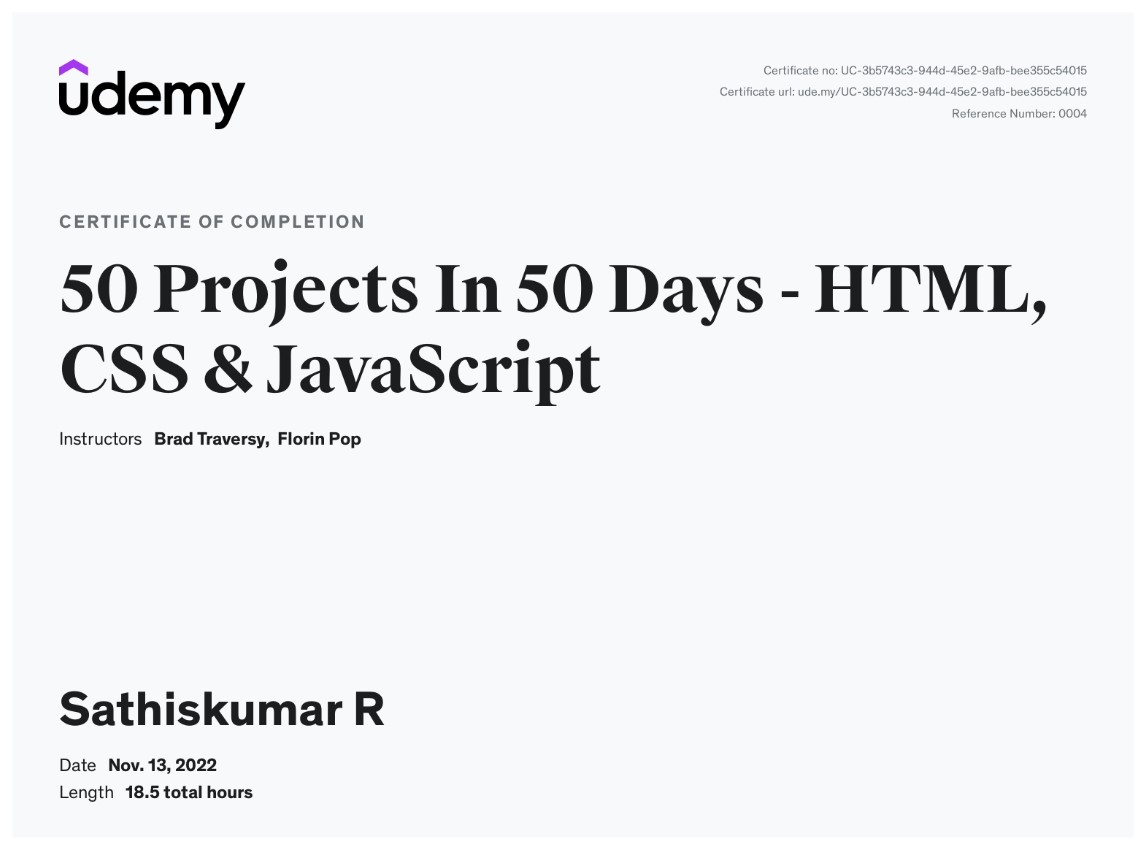 udemy
Certificate no: UC-3b5743c3-944d-45e2-9afb-bee355c54015
Certificate url: ude.my/UC-3b5743c3-944d-45e2-9afb-bee355c54015
Reference Number: 0004
CERTIFICATE OF COMPLETION
50 Projects In 50 Days - HTML,
CSS & JavaScript
Instructors Brad Traversy, Florin Pop
Sathiskumar R
Date Nov. 13, 2022
Length 18.5 total hours